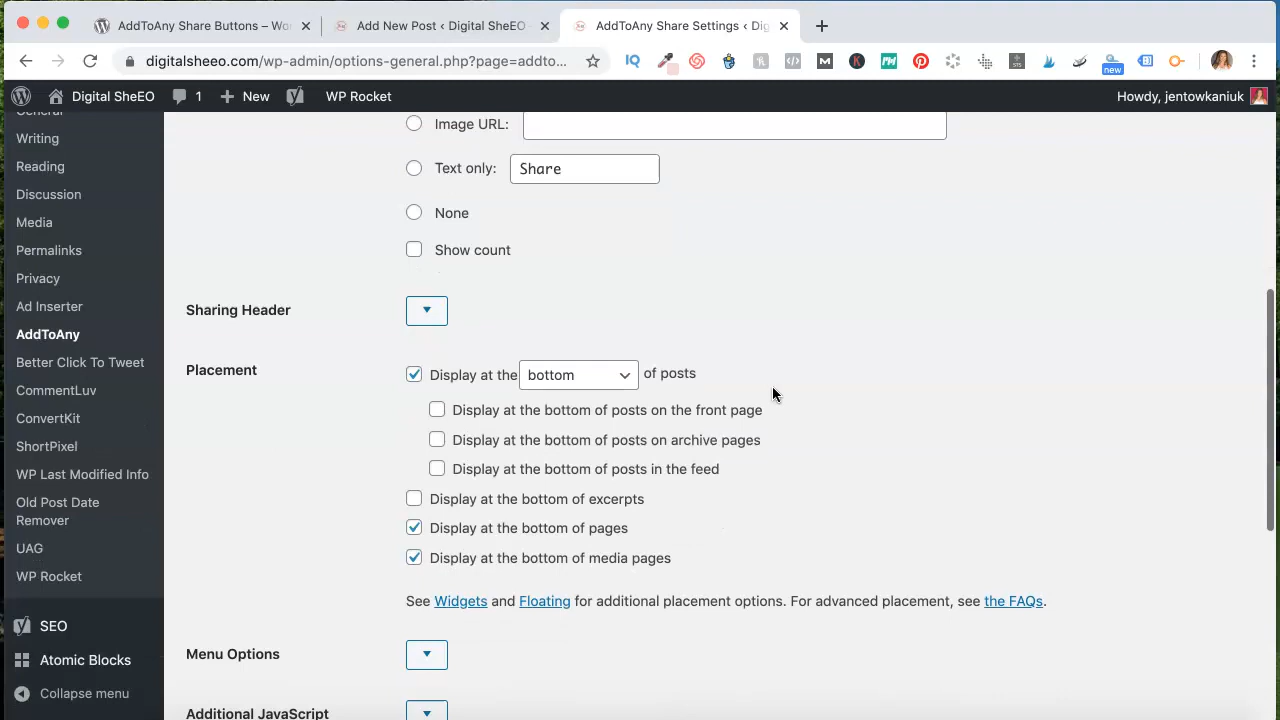 AddToAny Share Buttons – Wor
Add New Post ‹ Digital SheEO
AddToAny Share Settings ‹ Dig
digitalsheeo.com/wp-admin/options-general.php?page=addto...
IQ
new
Digital SheEO
1
New
WP Rocket
Howdy, jentowkaniuk
General
Writing
Reading
Discussion
Media
Permalinks
Privacy
Ad Inserter
AddToAny
Better Click To Tweet
CommentLuv
ConvertKit
ShortPixel
WP Last Modified Info
Old Post Date
Remover
UAG
WP Rocket
SEO
Atomic Blocks
Collapse menu
Image URL:
Text only: Share
None
Show count
Sharing Header
Placement
Display at the bottom of posts
Display at the bottom of posts on the front page
Display at the bottom of posts on archive pages
Display at the bottom of posts in the feed
Display at the bottom of excerpts
Display at the bottom of pages
Display at the bottom of media pages
See Widgets and Floating for additional placement options. For advanced placement, see the FAQs.
Menu Options
Additional JavaScript